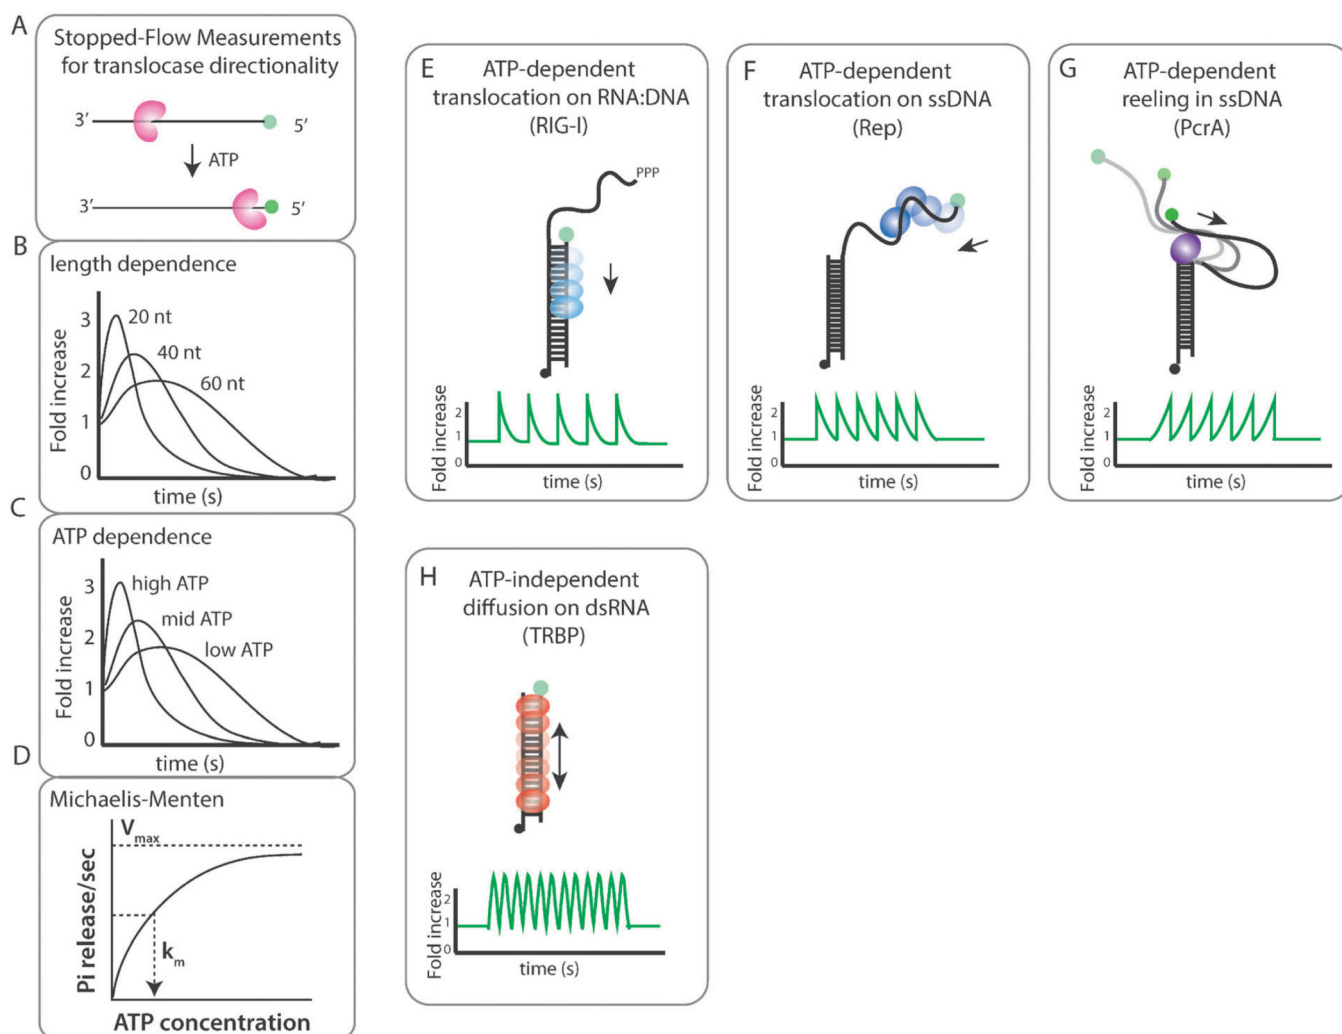 A
Stopped-Flow Measurements
for translocase directionality
3′
5′
ATP
3′
5′
B
length dependence
Fold increase
3
2
1
0
20 nt
40 nt
60 nt
time (s)
C
ATP dependence
Fold increase
3
2
1
0
high ATP
mid ATP
low ATP
time (s)
D
Michaelis-Menten
Vmax
Pi release/sec
km
ATP concentration
E
ATP-dependent
translocation on RNA:DNA
(RIG-I)
PPP
Fold increase
2
1
0
time (s)
F
ATP-dependent
translocation on ssDNA
(Rep)
Fold increase
2
1
0
time (s)
G
ATP-dependent
reeling in ssDNA
(PcrA)
Fold increase
2
1
0
time (s)
H
ATP-independent
diffusion on dsRNA
(TRBP)
Fold increase
2
1
0
time (s)